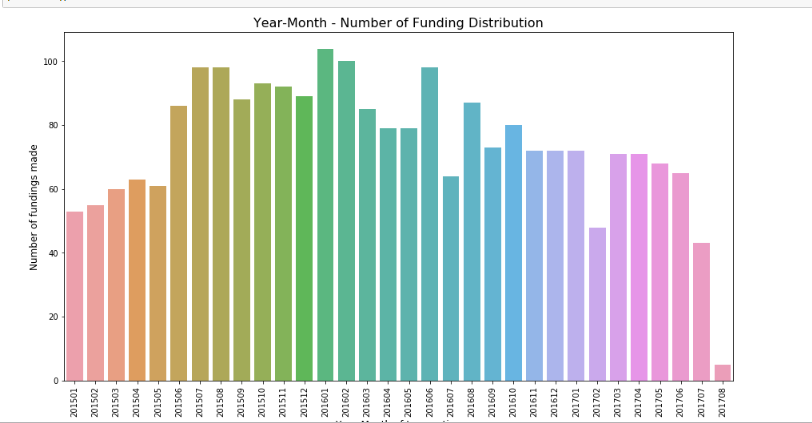 Year-Month - Number of Funding Distribution
Number of fundings made
100
80
60
40
20
0
201501 201502 201503 201504 201505 201506 201507 201508 201509 201510 201511 201512 201601 201602 201603 201604 201605 201606 201607 201608 201609 201610 201611 201612 201701 201702 201703 201704 201705 201706 201707 201708